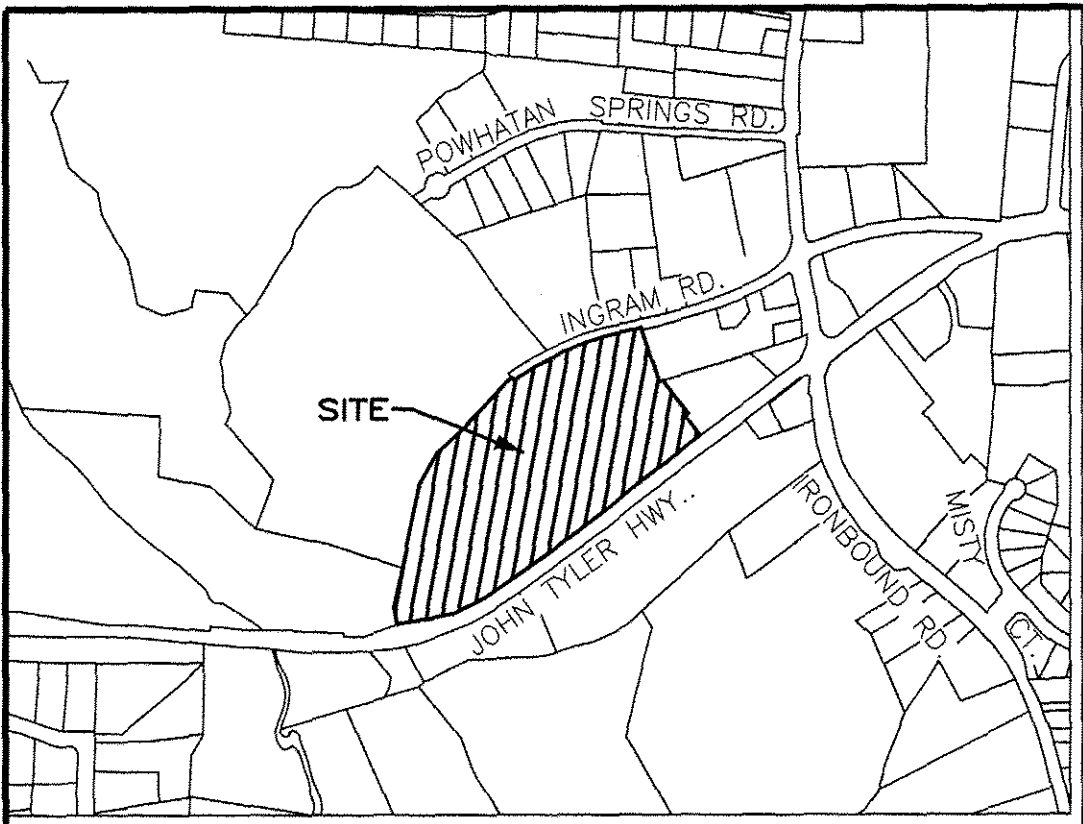 POWHATAN SPRINGS RD.
INGRAM RD.
SITE
JOHN TYLER HWY..
IRONBOUND RD.
MISTY CT.